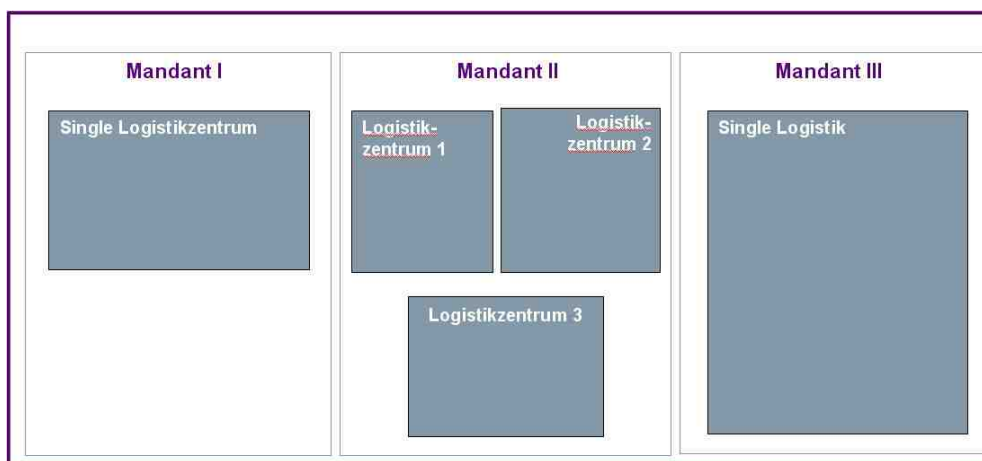 Mandant I
Single Logistikzentrum
Mandant II
Logistik-
zentrum 1
Logistik-
zentrum 2
Logistikzentrum 3
Mandant III
Single Logistik